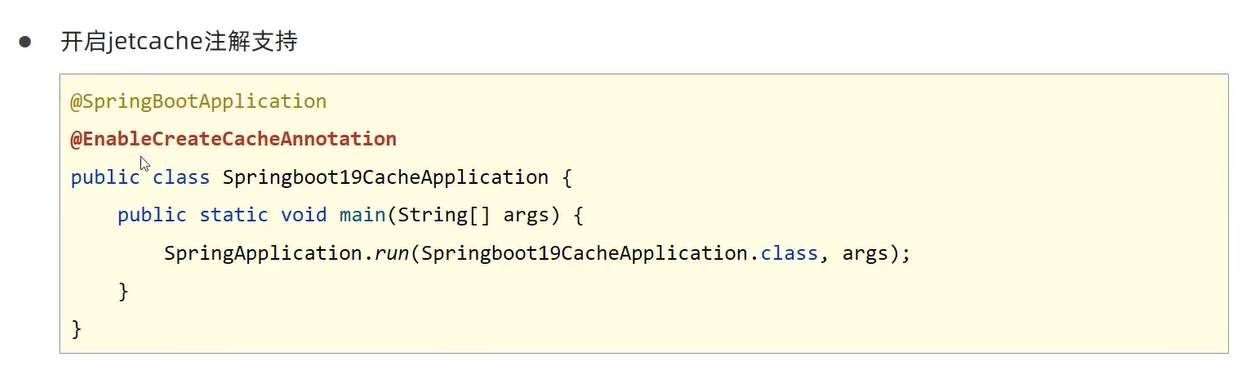 ● 开启jetcache注解支持
@SpringBootApplication
@EnableCreateCacheAnnotation
public class Springboot19CacheApplication {
    public static void main(String[] args) {
        SpringApplication.run(Springboot19CacheApplication.class, args);
    }
}